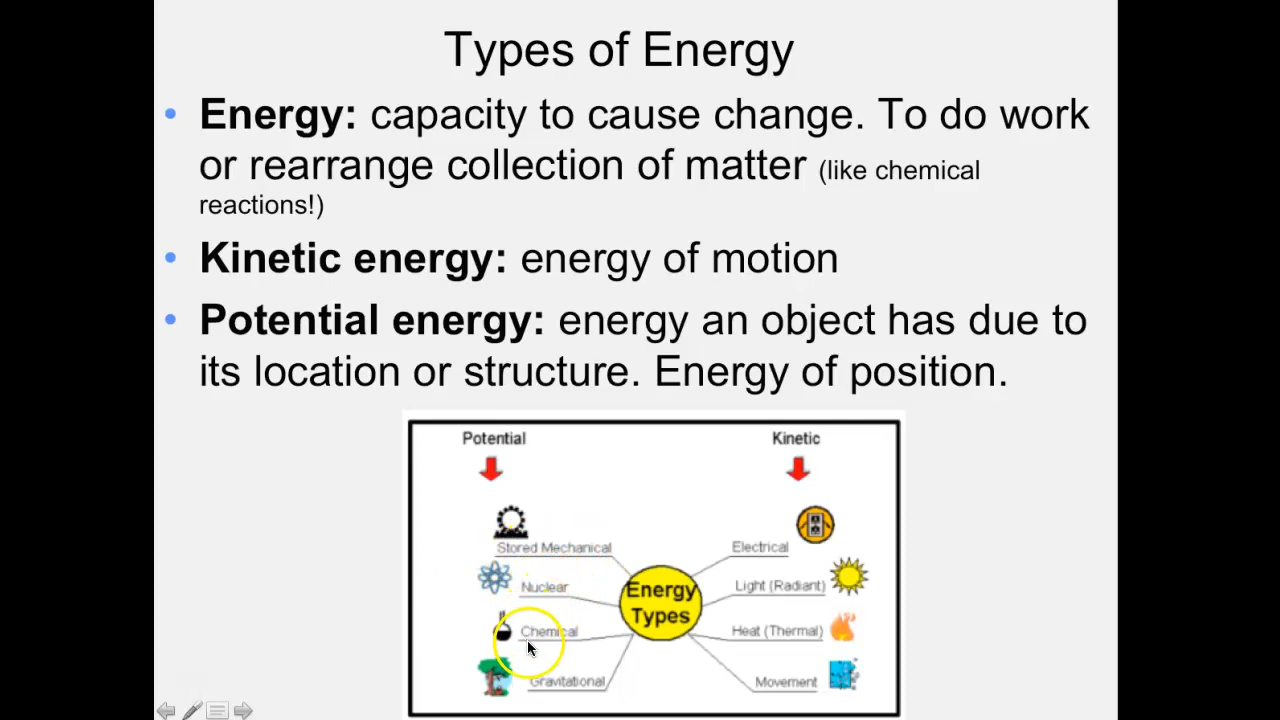 Types of Energy
• Energy: capacity to cause change. To do work
or rearrange collection of matter (like chemical
reactions!)
• Kinetic energy: energy of motion
• Potential energy: energy an object has due to
its location or structure. Energy of position.
Potential
Kinetic
Stored Mechanical
Electrical
Nuclear
Light (Radiant)
Energy
Types
Chemical
Heat (Thermal)
Gravitational
Movement